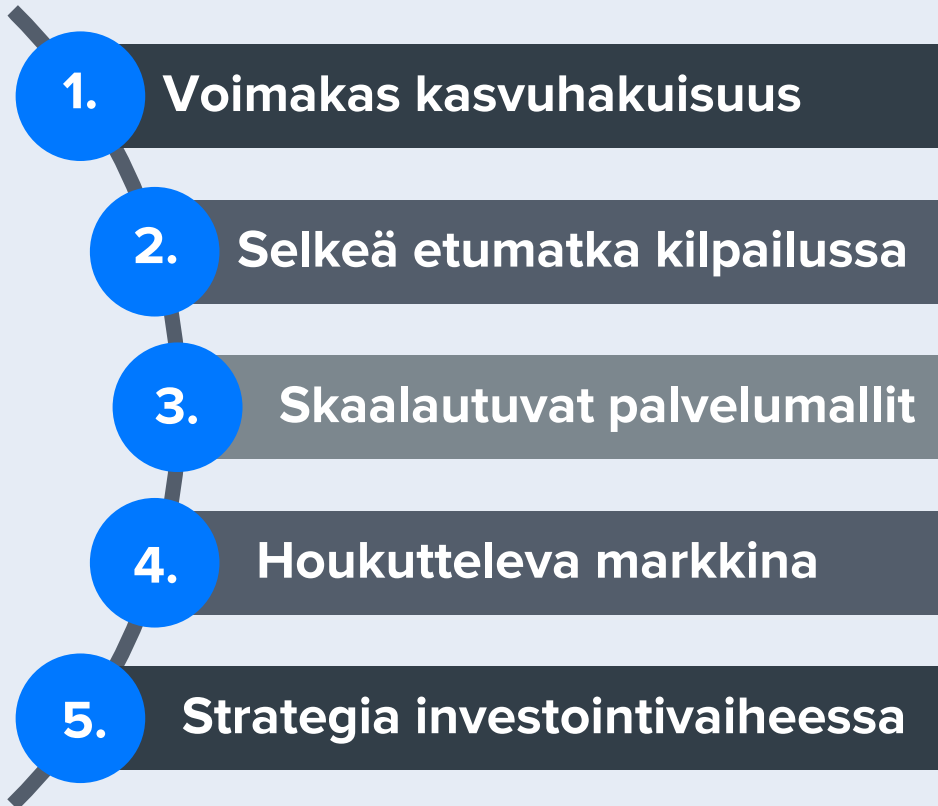 1. Voimakas kasvuhakuisuus
2. Selkeä etumatka kilpailussa
3. Skaalautuvat palvelumallit
4. Houkutteleva markkina
5. Strategia investointivaiheessa